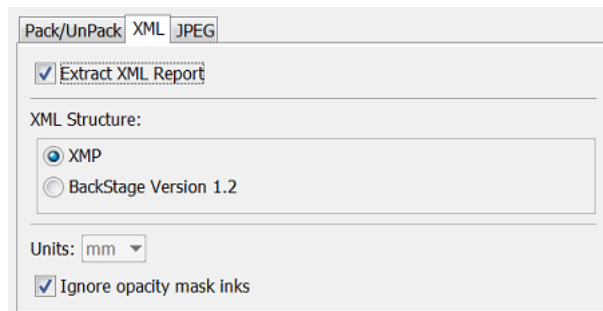 Pack/UnPack XML JPEG
Extract XML Report
XML Structure:
XMP
BackStage Version 1.2
Units: mm
Ignore opacity mask inks